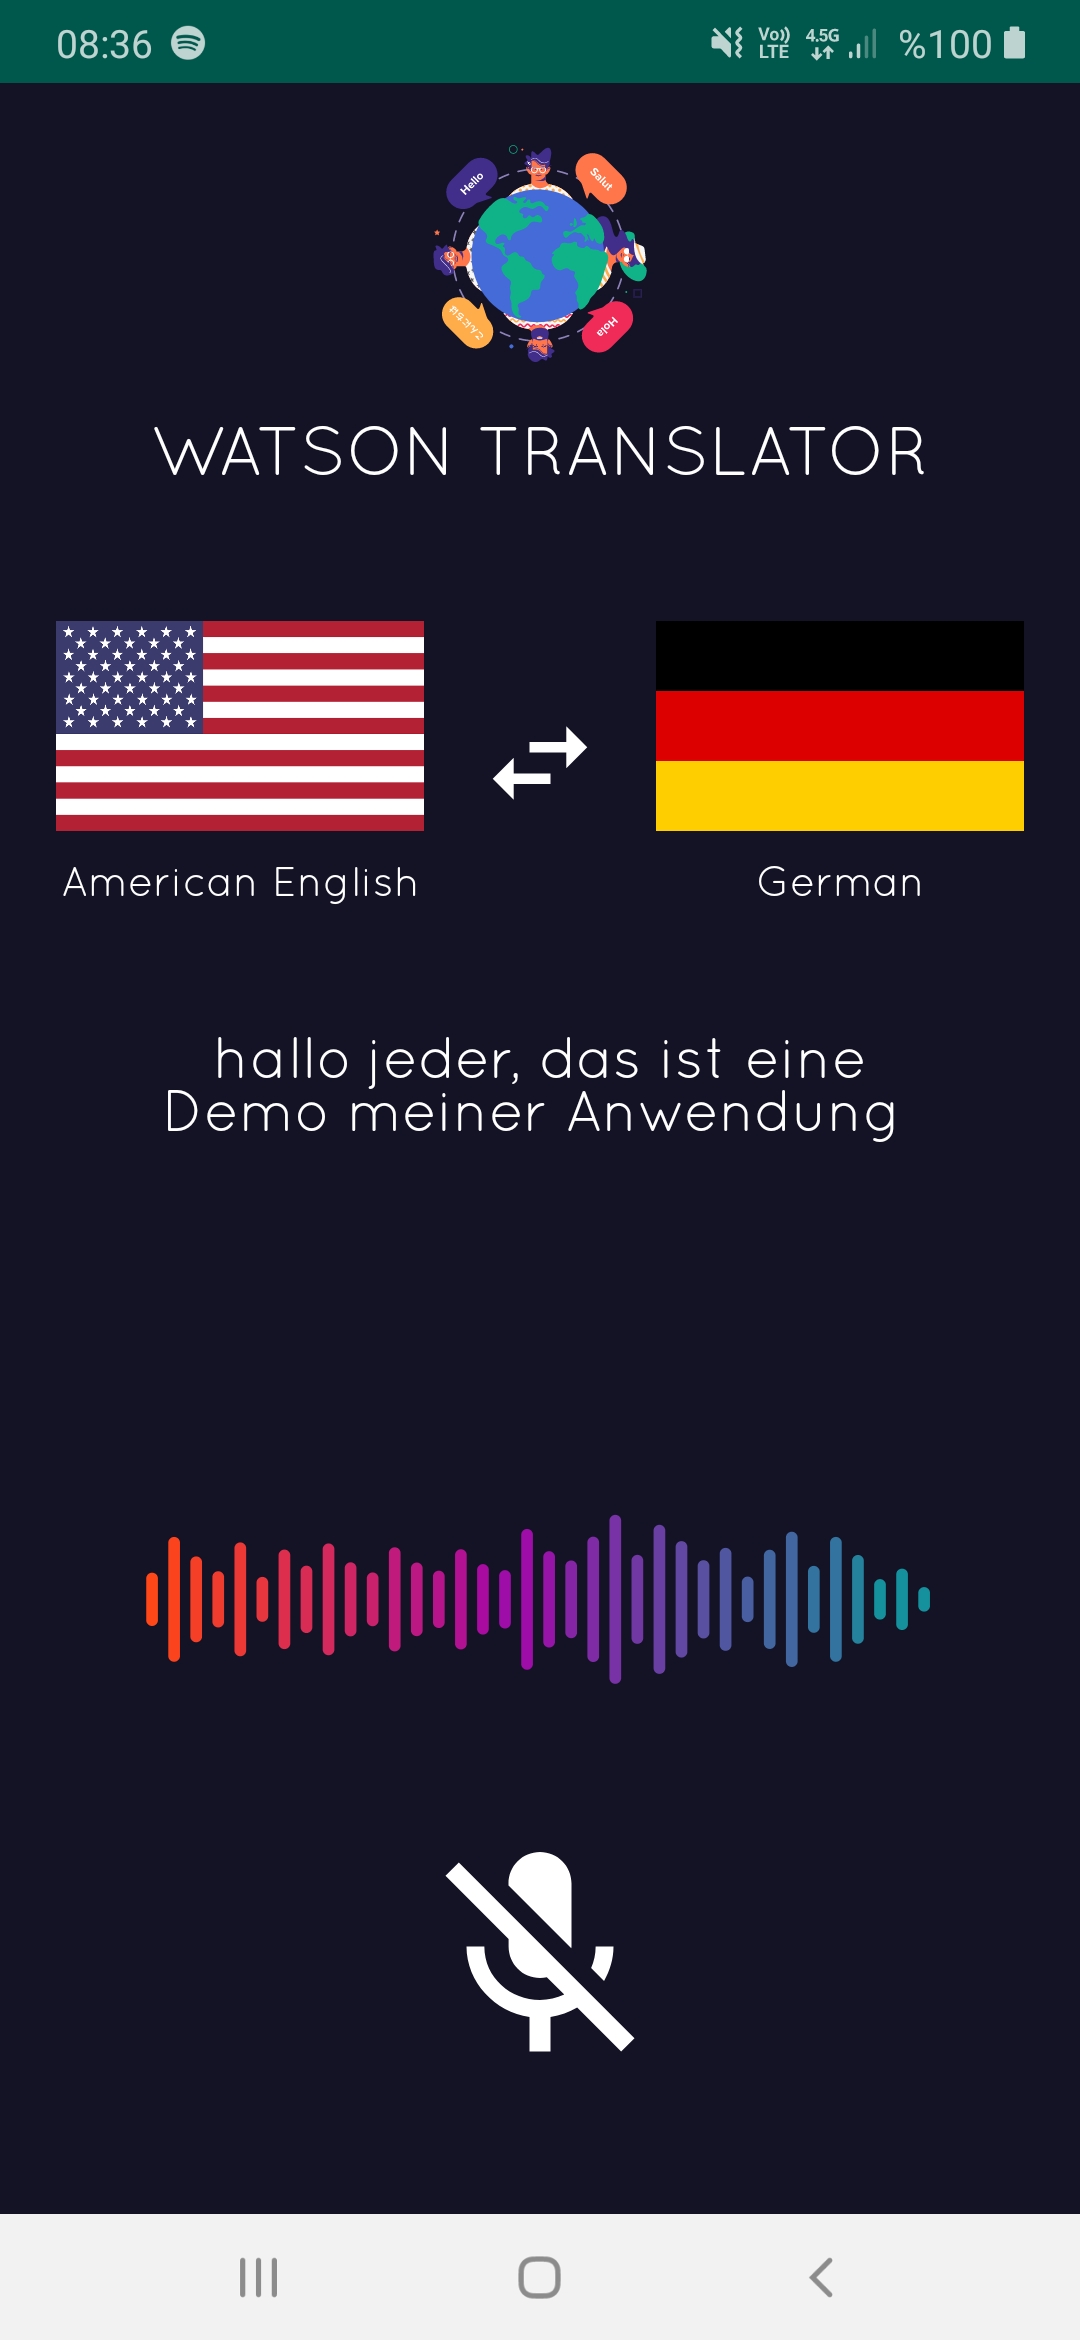 08:36
Vo)) LTE 4.5G %100
Hello
Salut
Hola
WATSON TRANSLATOR
American English
German
hallo jeder, das ist eine
Demo meiner Anwendung